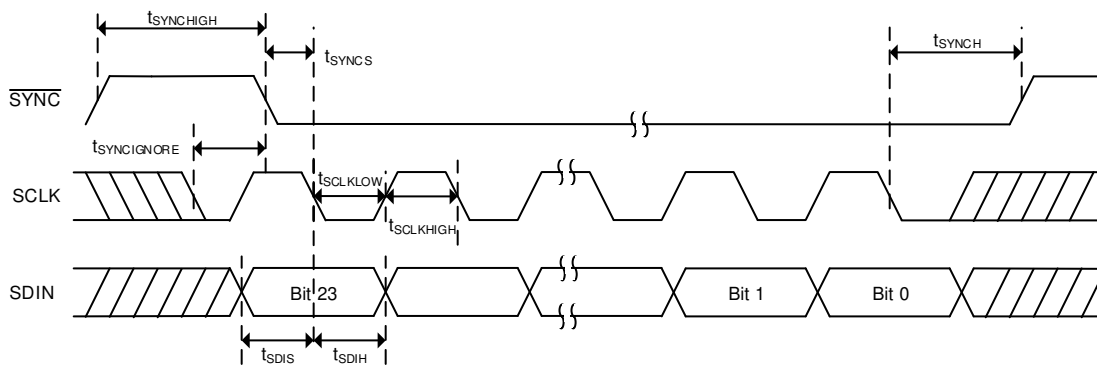 tSYNCHIGH
tSYNCS
tSYNCH
SYNC
tSYNCIGNORE
SCLK
tSCLKLOW
tSCLKHIGH
SDIN
Bit 23
Bit 1
Bit 0
tSDIS
tSDIH